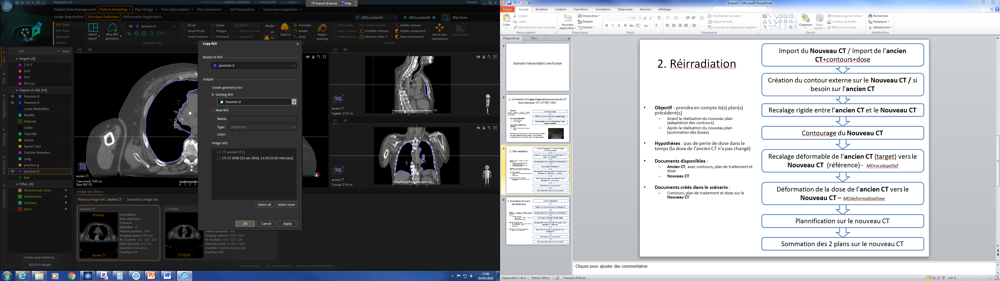 RaySation 6
Patient name: ANDREE BARBIER ID: 201603596 Case: CASE 2
FR French (France) Help
Clinical
Patient Data Management Patient Modeling Plan Design Plan Optimization Plan Evaluation QA Preparation Treatment Adaptation
Image Registration Structure Definition Deformable Registration
1801susclav30 1801susclav30 Plan Dose
ROI Tools
POI Tools
Approval
Fusion
Select layout
New ROI geometry
poumon d
CURRENT ROI
Brush Spline
Smart brush Polygon
Smart contour Freehand
Show
Accept current
Accept all
Mode:
2D
3D
Deform
Translate
Rotate
Scale
Region growing
Interpolate Couch removal Delete contour
Copy contour Simplify contours Delete component
Paste contour Remove holes Keep component
Set to slice intersection
ROI statistics
EXTRAS
ROIs
POIs
Registrations
Scripting
Protocols
Visualization
ROI Matl
Targets (4)
CTV T
GTV
PTV
PTV (1)
Organs at risk (14)
Poumon G
Poumon D
Canal Médullaire
Moelle
External
Coeur
Thyroide
Larynx
Spinal Cord
Trachée Bronches
Lung
poumon g
poumon d
box
Other (4)
AIOinterieur-1mm
AIOext3mm
interieur
paroi
Create new material...
ROI/POI details
2D 3D
ancien CT
Transversal: 9.60 cm
Slice 58/115
0 1 2 3
Copy ROI
Based on ROI
poumon d
Output
Create geometry for:
Existing ROI
Poumon D
New ROI
Name:
Type: Undefined
Color:
Image sets
CT: ancien CT []
CT: CT DOSI [23 Jan 2018, 11:33:23 (hr:min:sec)]
Select all Select none
OK Cancel Apply
2D 3D
ancien CT
Sagittal: -0.10 cm
0 5 10 15 20 cm
2D 3D
ancien CT
Coronal: 0.10 cm
0 5 10 15 20 cm
Image Set Library
Primary image set: ancien CT Secondary image set: -
ancien CT
Primary
ancien CT
Description:
Date and time:
Protocol:
Modality: CT
Patient position: HFS
Imaging system: [None]
Nr of pixels: 512 512 115
Pixel size [cm]: 0.1 0.1
Used for: Evaluation
Fraction: N/A
CT DOSI
CT DOSI
Patient position: HFS
Imaging system: HOST-7569
Nr of pixels: 512 512 126
Pixel size [cm]: 0.129 0.129
Used for: Treatment planning
Fraction: N/A
Set as primary Set as secondary Swap primary/secondary
17:06
30/04/2018
Scenarii - Microsoft PowerPoint
Fichier Accueil Insertion Création Transitions Animations Diaporama Révision Affichage
Coller
Couper
Copier
Reproduire la mise en forme
Presse-papiers
Nouvelle diapositive
Disposition
Rétablir
Section
Diapositives
12
Police
Orientation du texte
Aligner le texte
Convertir en graphique SmartArt
Paragraphe
Organiser
Styles rapides
Remplissage de forme
Contour de forme
Effets sur la forme
Dessin
Rechercher
Remplacer
Sélectionner
Modification
Diapositives Plan
1
Scenarii nécessitant une fusion
2
1. Utilisation d'images diagnostiques en plus du CT
dosimétrique - CT / CT-TEP / IRM -
3
2. Réirradiation
4
3. Evaluation en cours
de traitement
2. Réirradiation
• Objectif : prendre en compte le(s) plan(s)
précédent(s)
– Avant la réalisation du nouveau plan
(adaptation des contours)
– Après la réalisation du nouveau plan
(sommation des doses)
• Hypothèses : pas de perte de dose dans le
temps (la dose de l'ancien CT n'a pas changé)
• Documents disponibles :
– Ancien CT, avec contours, plan de traitement et
dose
– Nouveau CT
• Documents créés dans le scénario :
– Contours, plan de traitement et dose sur le
Nouveau CT
Import du Nouveau CT / Import de l'ancien
CT+contours+dose
Création du contour externe sur le Nouveau CT / si
besoin sur l'ancien CT
Recalage rigide entre l'ancien CT et le Nouveau CT
Contourage du Nouveau CT
Recalage déformable de l'ancien CT (target) vers le
Nouveau CT (référence) - MOrecalageDef
Déformation de la dose de l'ancien CT vers le
Nouveau CT – MOdeformationDose
Plannification sur le nouveau CT
Sommation des 2 plans sur le nouveau CT
Cliquez pour ajouter des commentaires
Diapositive 3 de 4 "Thème Office" Français (France) 116 %